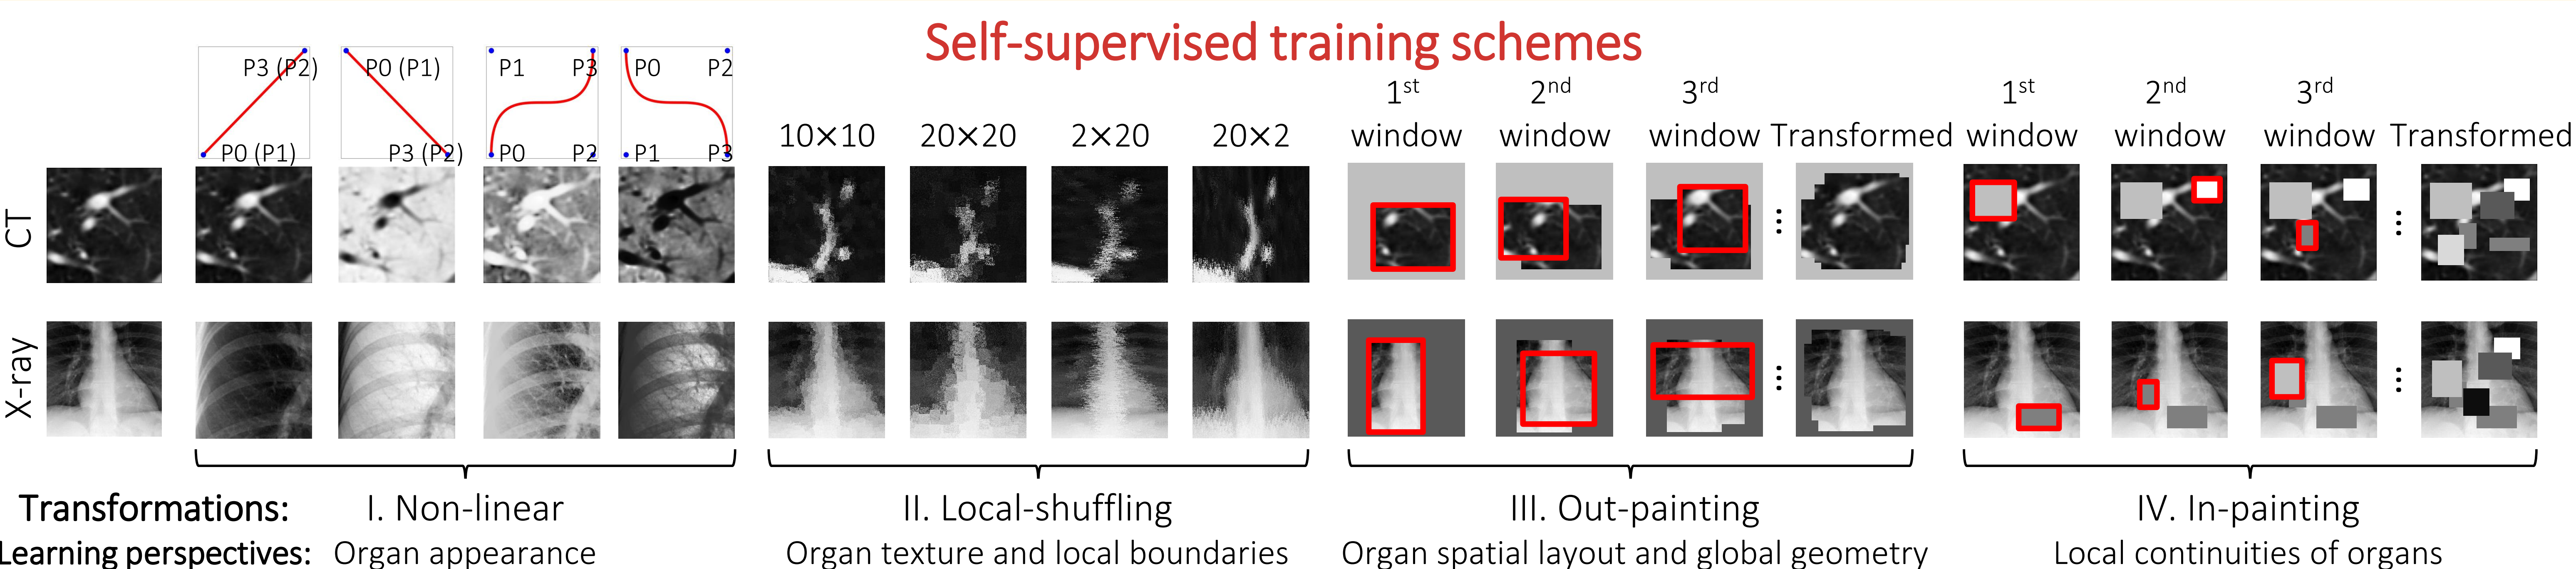 Self-supervised training schemes
P3 (P2)
P0 (P1)
P0 (P1)
P3 (P2)
P1 P3
P0 P2
P0 P2
P1 P3
10×10 20×20 2×20 20×2
1st window 2nd window 3rd window Transformed
1st window 2nd window 3rd window Transformed
CT
⋮ ⋮
X-ray
⋮ ⋮
Transformations: I. Non-linear II. Local-shuffling III. Out-painting IV. In-painting
Learning perspectives: Organ appearance Organ texture and local boundaries Organ spatial layout and global geometry Local continuities of organs